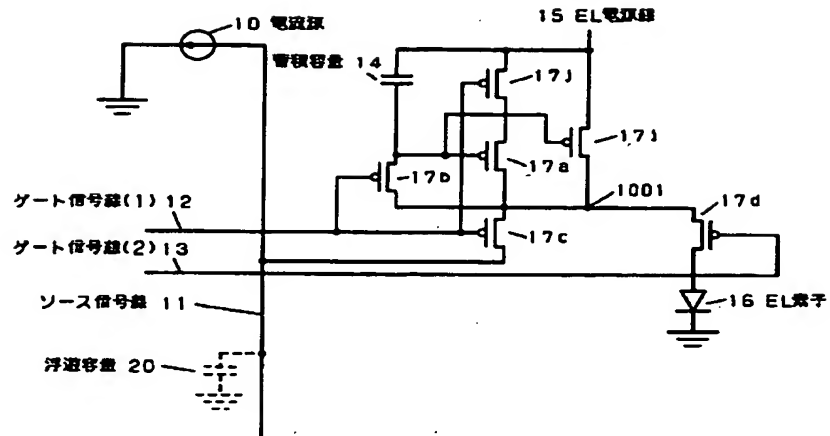 10 電流源
15 EL電源線
蓄積容量 14
17j
17i
17b
17a
1001
17d
ゲート信号線(1) 12
17c
ゲート信号線(2) 13
ソース信号線 11
16 EL素子
浮遊容量 20